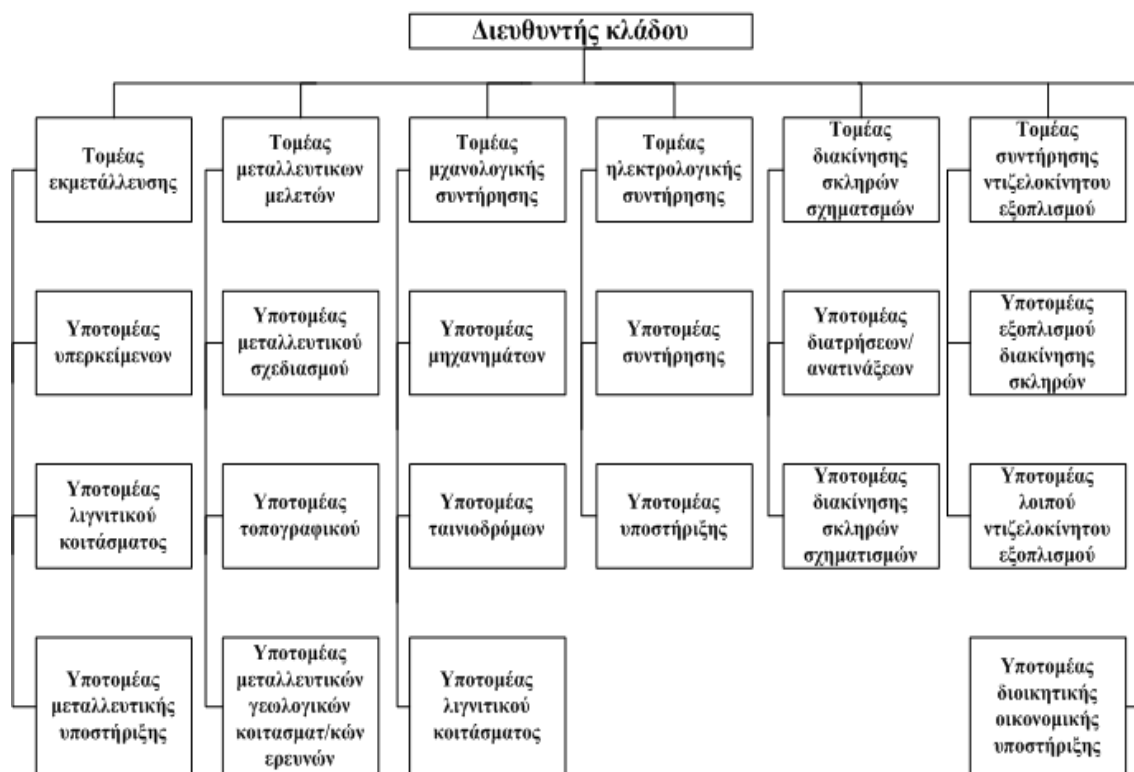 Διευθυντής κλάδου
Τομέας
εκμετάλλευσης
Τομέας
μεταλλευτικων
μελετών
Τομέας
μχανολογικής
συντήρησης
Τομέας
ηλεκτρολογικής
συντήρησης
Τομέας
διακίνησης
σκληρών
σχηματσμών
Τομέας
συντήρησης
ντιζελοκίνητου
εξοπλισμού
Υποτομέας
υπερκείμενων
Υποτομέας
μεταλλευτικού
σχεδιασμού
Υποτομέας
μηχανημάτων
Υποτομέας
συντήρησης
Υποτομέας
διατρήσεων/
ανατινάξεων
Υποτομέας
εξοπλισμού
διακίνησης
σκληρών
Υποτομέας
λιγνιτικού
κοιτάσματος
Υποτομέας
τοπογραφικού
Υποτομέας
ταινιοδρόμων
Υποτομέας
υποστήριξης
Υποτομέας
διακίνησης
σκληρών
σχηματισμών
Υποτομέας
λοιπού
ντιζελοκίνητου
εξοπλισμού
Υποτομέας
μεταλλευτικής
υποστήριξης
Υποτομέας
μεταλλευτικών
γεωλογικών
κοιτασματ/κών
ερευνών
Υποτομέας
λιγνιτικού
κοιτάσματος
Υποτομέας
διοικητικής
οικονομικής
υποστήριξης